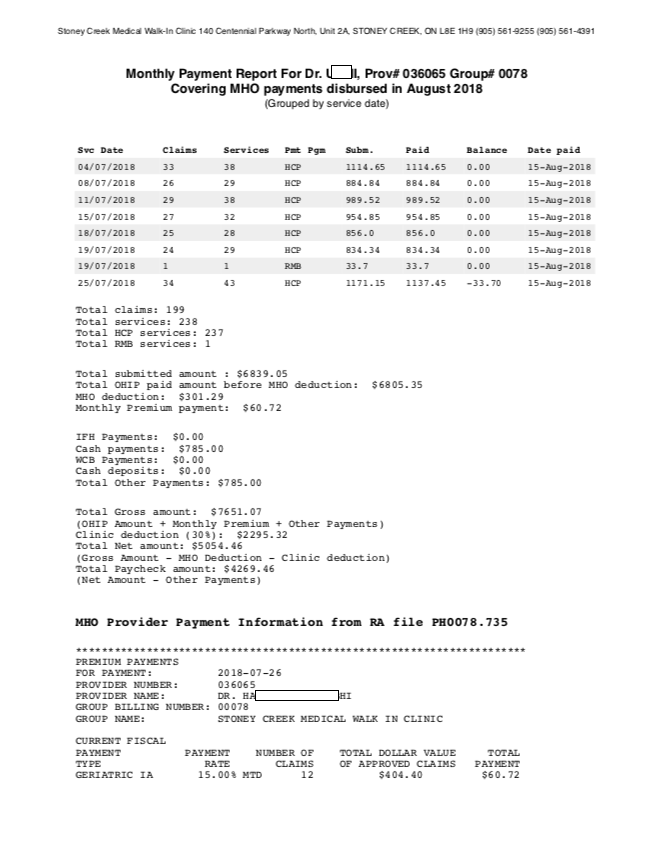 Stoney Creek Medical Walk-In Clinic 140 Centennial Parkway North, Unit 2A, STONEY CREEK, ON L8E 1H9 (905) 561-9255 (905) 561-4391
Monthly Payment Report For Dr. I, Prov# 036065 Group# 0078
Covering MHO payments disbursed in August 2018
(Grouped by service date)
Svc Date Claims Services Pmt Pgm Subm. Paid Balance Date paid
04/07/2018 33 38 HCP 1114.65 1114.65 0.00 15-Aug-2018
08/07/2018 26 29 HCP 884.84 884.84 0.00 15-Aug-2018
11/07/2018 29 38 HCP 989.52 989.52 0.00 15-Aug-2018
15/07/2018 27 32 HCP 954.85 954.85 0.00 15-Aug-2018
18/07/2018 25 28 HCP 856.0 856.0 0.00 15-Aug-2018
19/07/2018 24 29 HCP 834.34 834.34 0.00 15-Aug-2018
19/07/2018 1 1 RMB 33.7 33.7 0.00 15-Aug-2018
25/07/2018 34 43 HCP 1171.15 1137.45 -33.70 15-Aug-2018
Total claims: 199
Total services: 238
Total HCP services: 237
Total RMB services: 1
Total submitted amount : $6839.05
Total OHIP paid amount before MHO deduction: $6805.35
MHO deduction: $301.29
Monthly Premium payment: $60.72
IFH Payments: $0.00
Cash payments: $785.00
WCB Payments: $0.00
Cash deposits: $0.00
Total Other Payments: $785.00
Total Gross amount: $7651.07
(OHIP Amount + Monthly Premium + Other Payments)
Clinic deduction (30%): $2295.32
Total Net amount: $5054.46
(Gross Amount - MHO Deduction - Clinic deduction)
Total Paycheck amount: $4269.46
(Net Amount - Other Payments)
MHO Provider Payment Information from RA file PH0078.735
**********************************************************************
PREMIUM PAYMENTS
FOR PAYMENT: 2018-07-26
PROVIDER NUMBER: 036065
PROVIDER NAME: DR. HA HI
GROUP BILLING NUMBER: 00078
GROUP NAME: STONEY CREEK MEDICAL WALK IN CLINIC
CURRENT FISCAL
PAYMENT PAYMENT NUMBER OF TOTAL DOLLAR VALUE TOTAL
TYPE RATE CLAIMS OF APPROVED CLAIMS PAYMENT
GERIATRIC IA 15.00% MTD 12 $404.40 $60.72